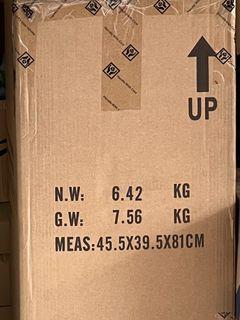 UP
N.W: 6.42 KG
G.W: 7.56 KG
MEAS:45.5X39.5X81CM